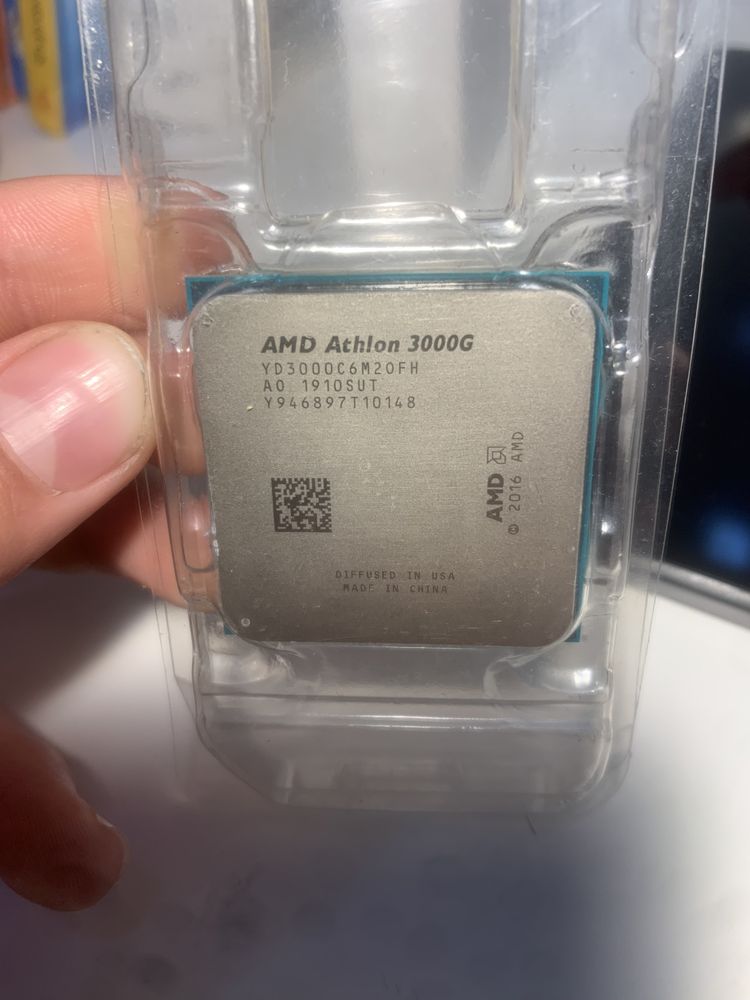 AMD Athlon 3000G
YD3000C6M2OFH
AO 1910SUT
Y946897T10148
AMD
© 2016 AMD
DIFFUSED IN USA
MADE IN CHINA